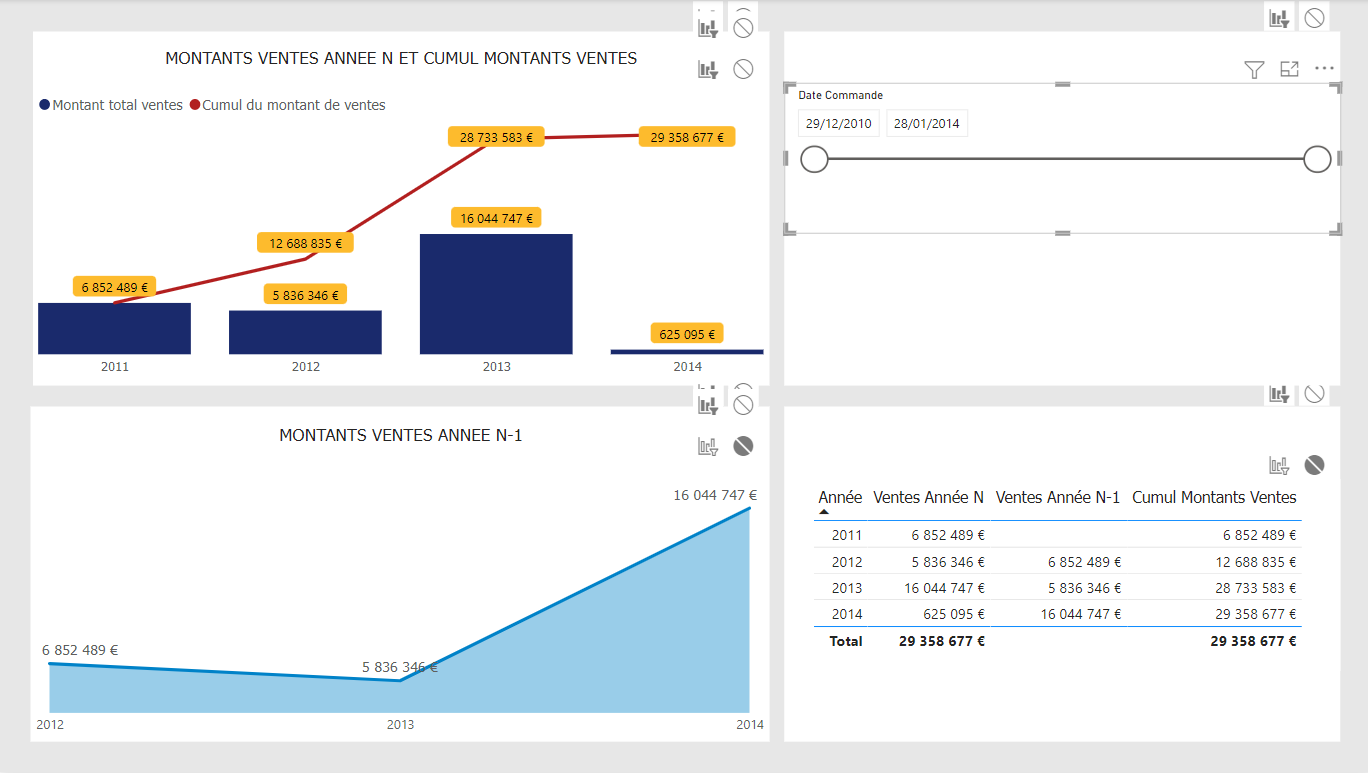 MONTANTS VENTES ANNEE N ET CUMUL MONTANTS VENTES
Montant total ventes Cumul du montant de ventes
28 733 583 € 29 358 677 €
16 044 747 €
12 688 835 €
6 852 489 €
5 836 346 €
625 095 €
2011 2012 2013 2014
Date Commande
29/12/2010 28/01/2014
MONTANTS VENTES ANNEE N-1
16 044 747 €
6 852 489 €
5 836 346 €
2012 2013 2014
Année Ventes Année N Ventes Année N-1 Cumul Montants Ventes
2011 6 852 489 € 6 852 489 €
2012 5 836 346 € 6 852 489 € 12 688 835 €
2013 16 044 747 € 5 836 346 € 28 733 583 €
2014 625 095 € 16 044 747 € 29 358 677 €
Total 29 358 677 € 29 358 677 €